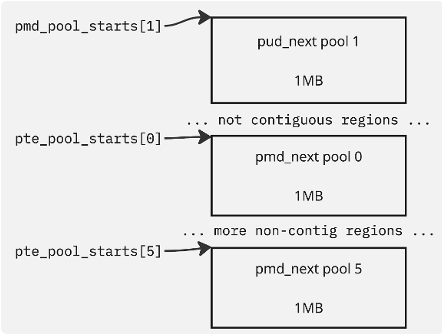 pmd_pool_starts[1]
pud_next pool 1
1MB
... not contiguous regions ...
pte_pool_starts[0]
pmd_next pool 0
1MB
... more non-contig regions ...
pte_pool_starts[5]
pmd_next pool 5
1MB